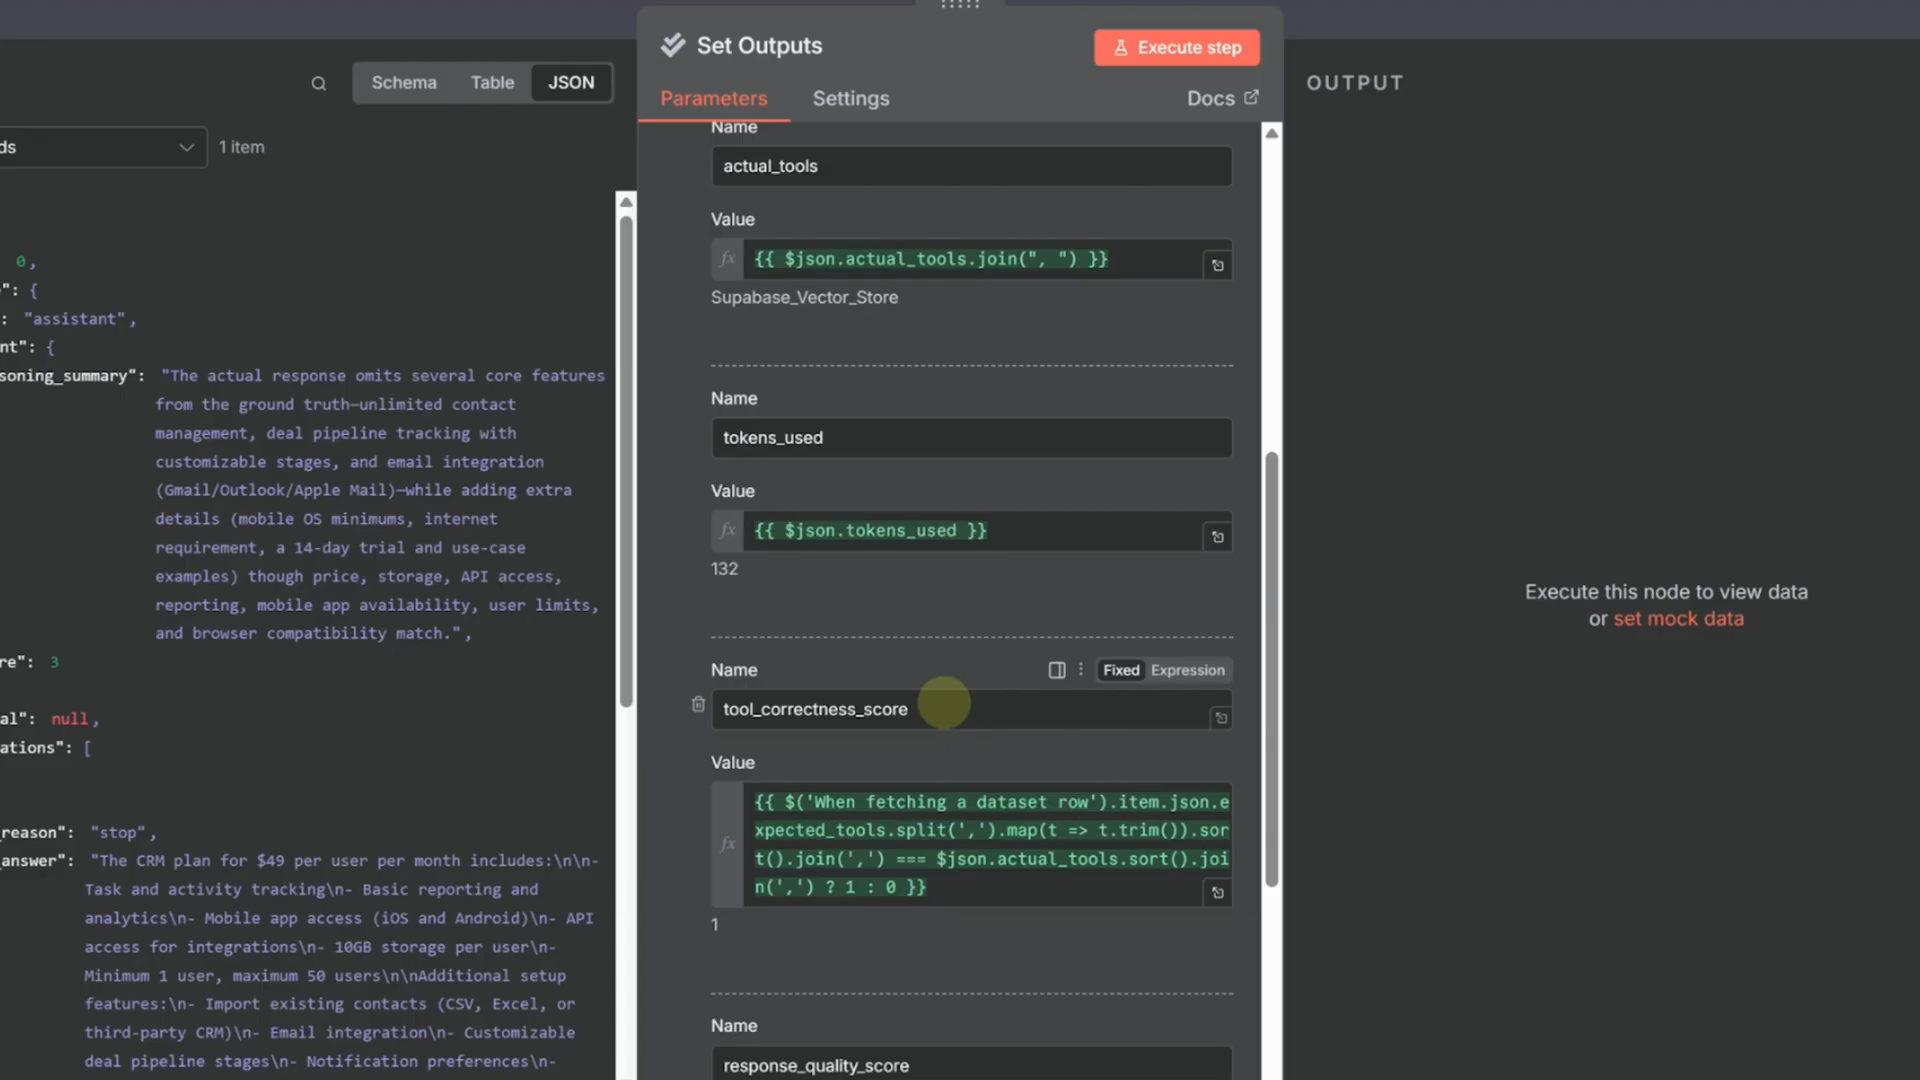 Schema
Table
JSON
ds
1 item
0,
": {
: "assistant",
nt": {
soning_summary": "The actual response omits several core features
from the ground truth—unlimited contact
management, deal pipeline tracking with
customizable stages, and email integration
(Gmail/Outlook/Apple Mail)—while adding extra
details (mobile OS minimums, internet
requirement, a 14-day trial and use-case
examples) though price, storage, API access,
reporting, mobile app availability, user limits,
and browser compatibility match.",
re": 3
al": null,
ations": [
reason": "stop",
answer": "The CRM plan for $49 per user per month includes:\n\n-
Task and activity tracking\n- Basic reporting and
analytics\n- Mobile app access (iOS and Android)\n- API
access for integrations\n- 10GB storage per user\n-
Minimum 1 user, maximum 50 users\n\nAdditional setup
features:\n- Import existing contacts (CSV, Excel, or
third-party CRM)\n- Email integration\n- Customizable
deal pipeline stages\n- Notification preferences\n-
Set Outputs
Execute step
Parameters
Settings
Docs
Name
actual_tools
Value
fx {{ $json.actual_tools.join(", ") }}
Supabase_Vector_Store
Name
tokens_used
Value
fx {{ $json.tokens_used }}
132
Name
Fixed Expression
tool_correctness_score
Value
fx {{ $('When fetching a dataset row').item.json.e
xpected_tools.split(',').map(t => t.trim()).sor
t().join(',') === $json.actual_tools.sort().joi
n(',') ? 1 : 0 }}
1
Name
response_quality_score
OUTPUT
Execute this node to view data
or set mock data